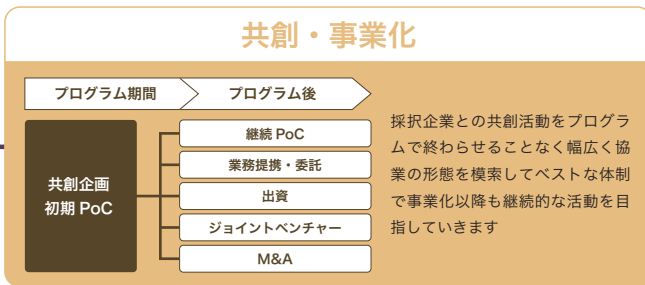 共創・事業化
プログラム期間
プログラム後
共創企画
初期 PoC
継続 PoC
業務提携・委託
出資
ジョイントベンチャー
M&A
採択企業との共創活動をプログラ
ムで終わらせることなく幅広く協
業の形態を模索してベストな体制
で事業化以降も継続的な活動を目
指していきます